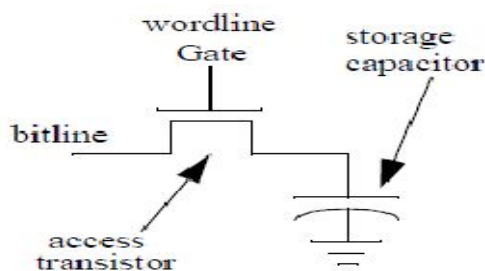 wordline
Gate
storage
capacitor
bitline
access
transistor